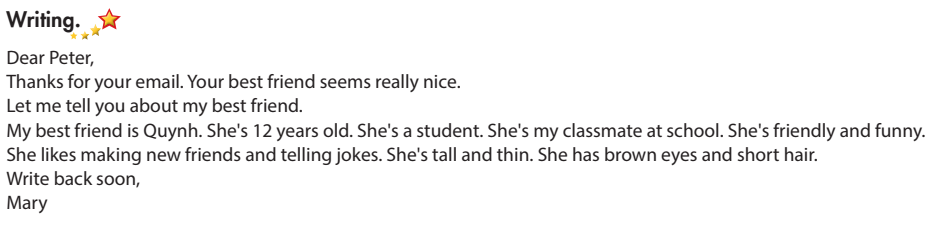 Writing.
Dear Peter,
Thanks for your email. Your best friend seems really nice.
Let me tell you about my best friend.
My best friend is Quynh. She's 12 years old. She's a student. She's my classmate at school. She's friendly and funny.
She likes making new friends and telling jokes. She's tall and thin. She has brown eyes and short hair.
Write back soon,
Mary